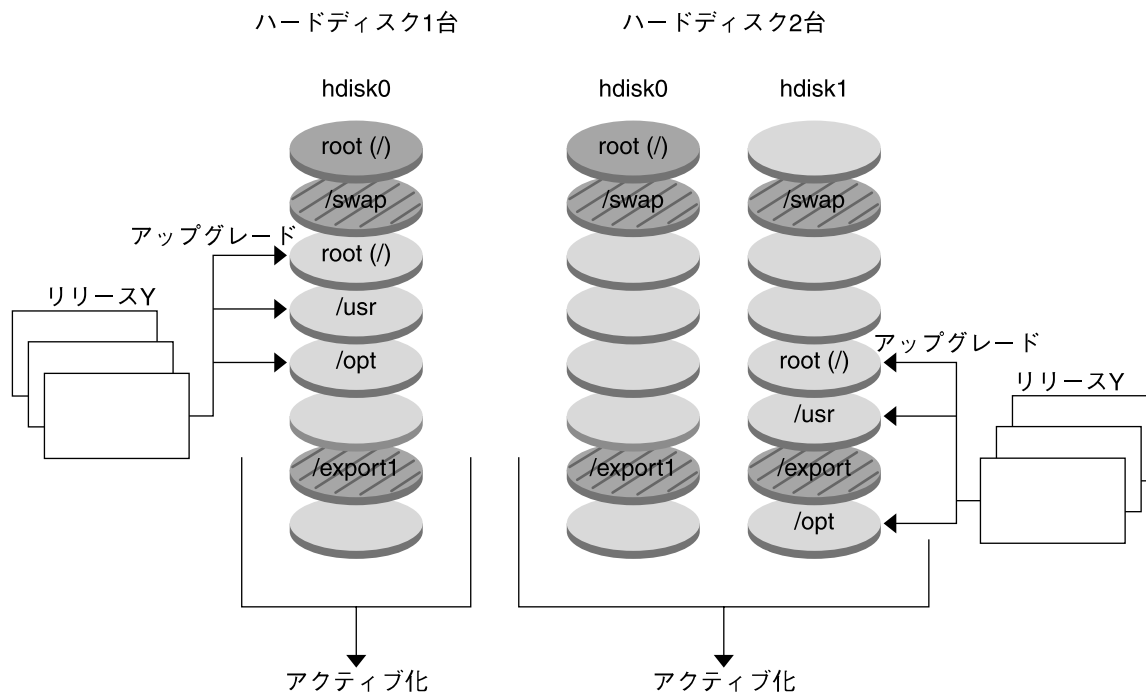 ハードディスク1台
ハードディスク2台
hdisk0
hdisk0
hdisk1
root (/)
root (/)
/swap
/swap
/swap
アップグレード
root (/)
リリースY
/usr
/opt
root (/)
アップグレード
リリースY
/usr
/export1
/export1
/export
/opt
アクティブ化
アクティブ化